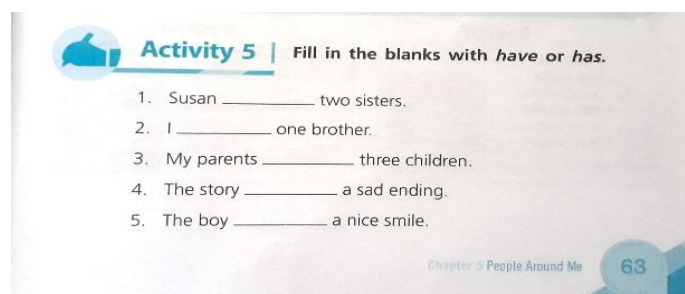 Activity 5 | Fill in the blanks with have or has.
1. Susan __________ two sisters.
2. I __________ one brother.
3. My parents __________ three children.
4. The story __________ a sad ending.
5. The boy __________ a nice smile.
Chapter 5 People Around Me 63